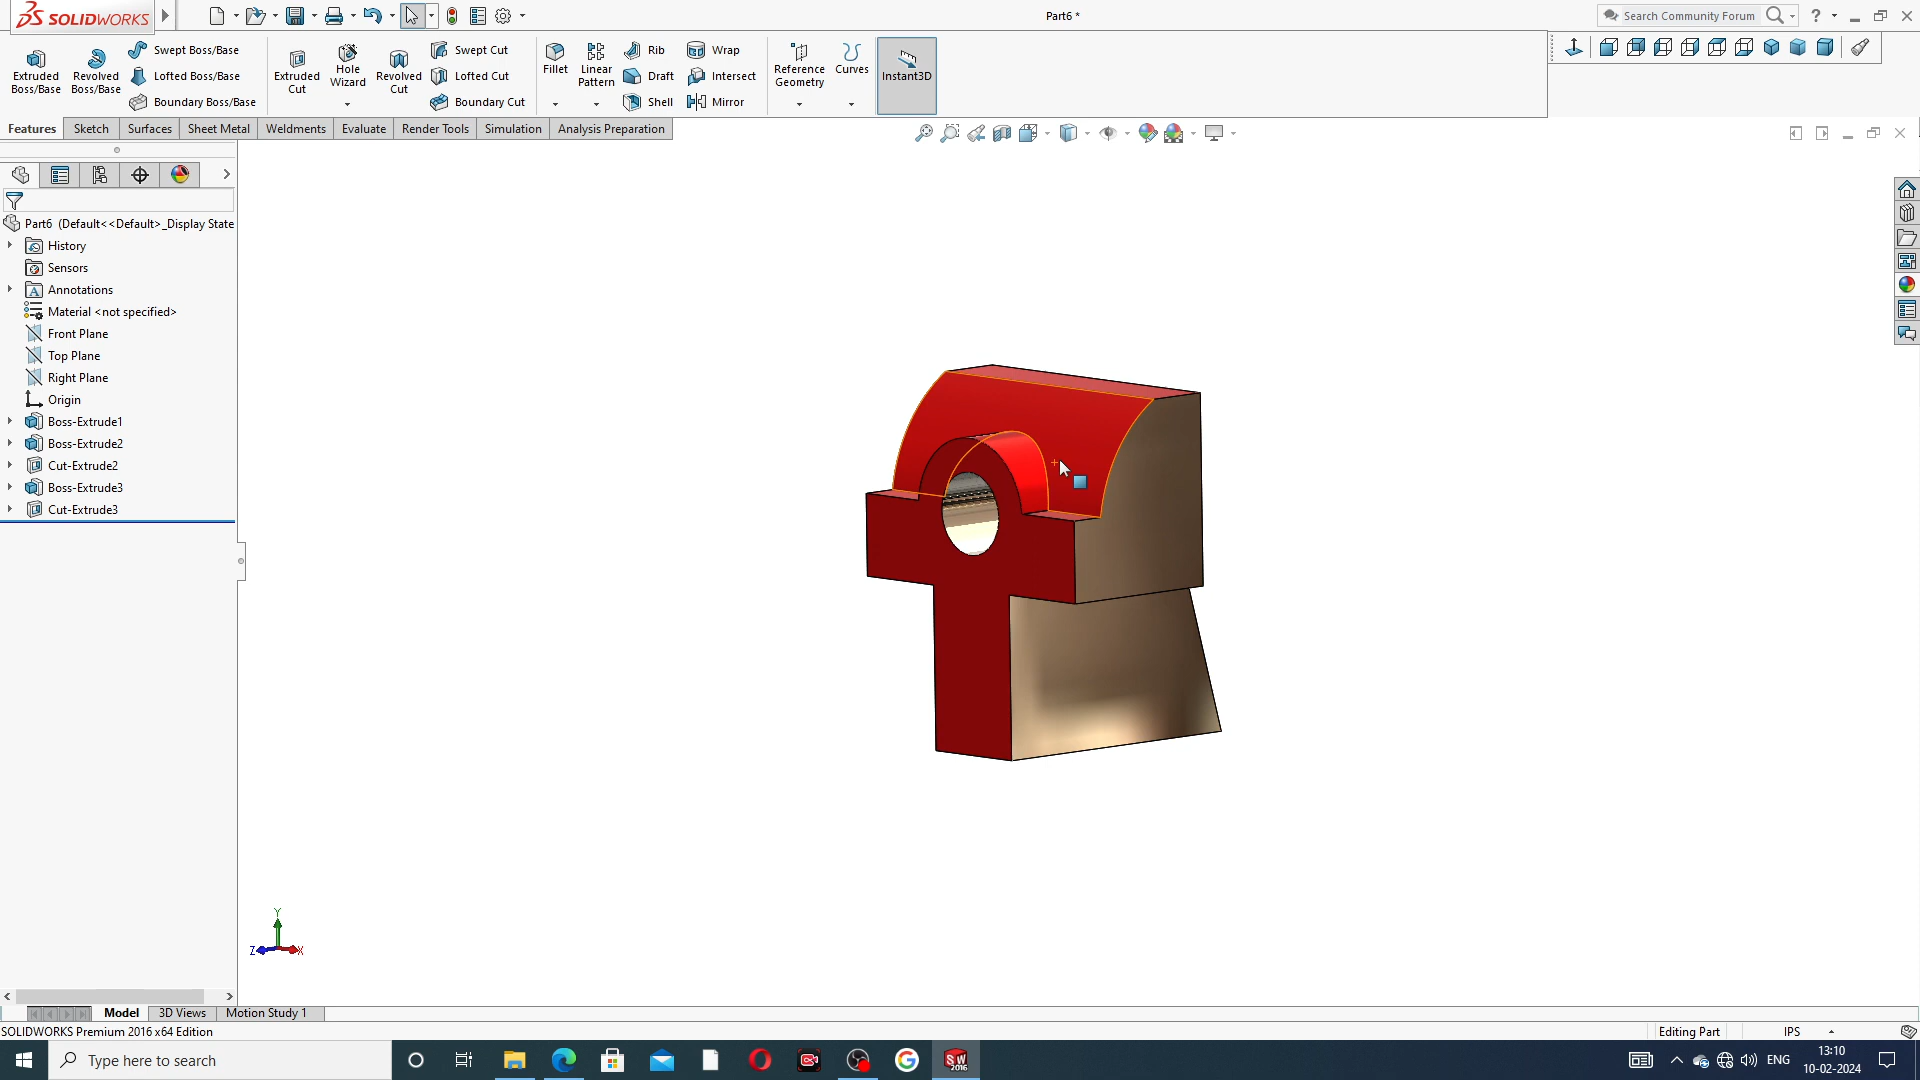 SOLIDWORKS
Part6 *
Search Community Forum
Extruded Boss/Base
Revolved Boss/Base
Swept Boss/Base
Lofted Boss/Base
Boundary Boss/Base
Extruded Cut
Hole Wizard
Revolved Cut
Swept Cut
Lofted Cut
Boundary Cut
Fillet
Linear Pattern
Rib
Draft
Shell
Wrap
Intersect
Mirror
Reference Geometry
Curves
Instant3D
Features
Sketch
Surfaces
Sheet Metal
Weldments
Evaluate
Render Tools
Simulation
Analysis Preparation
Part6 (Default<<Default>_Display State
History
Sensors
Annotations
Material <not specified>
Front Plane
Top Plane
Right Plane
Origin
Boss-Extrude1
Boss-Extrude2
Cut-Extrude2
Boss-Extrude3
Cut-Extrude3
Y
Z
X
Model
3D Views
Motion Study 1
SOLIDWORKS Premium 2016 x64 Edition
Editing Part
IPS
Type here to search
SW
2016
ENG
13:10
10-02-2024